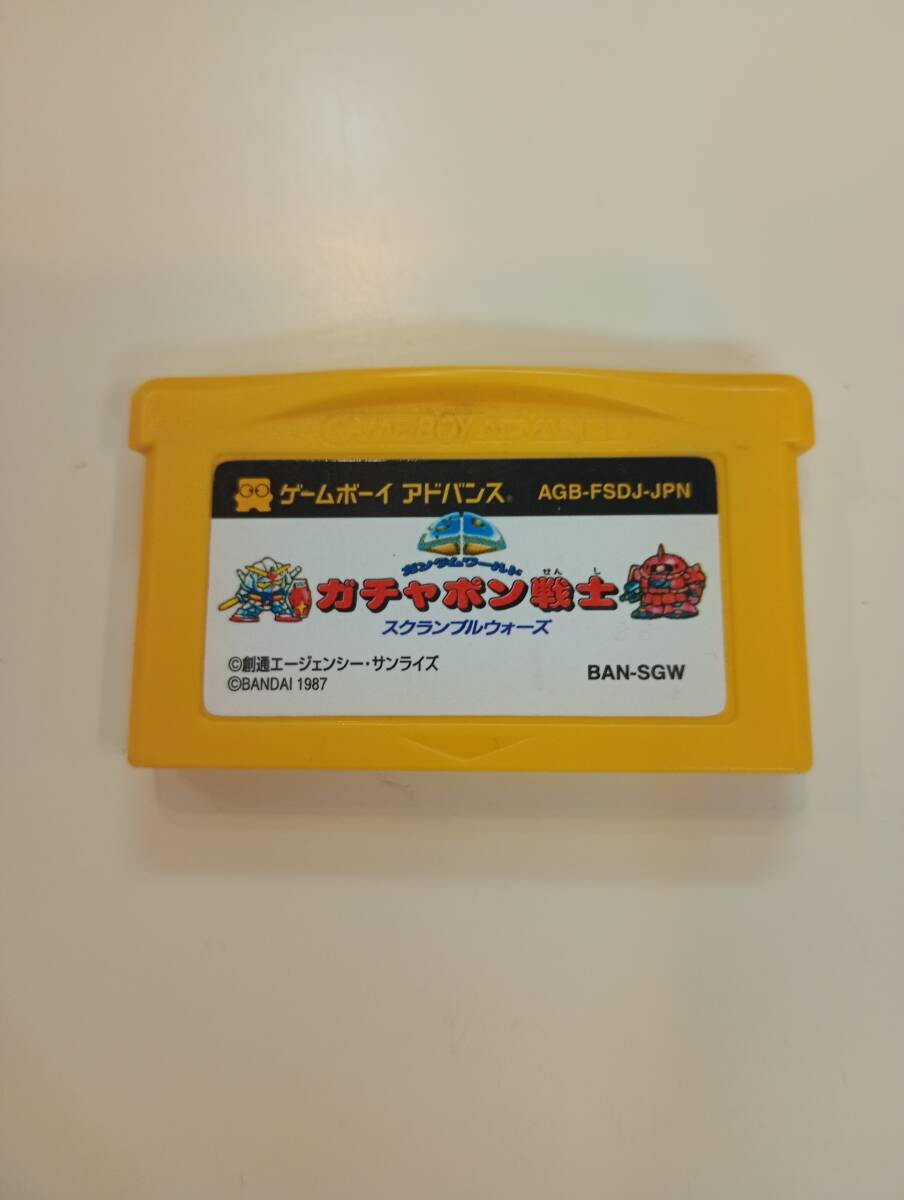 GAME BOY ADVANCE
ゲームボーイ アドバンス® AGB-FSDJ-JPN
ガンダムワールド
せんし
ガチャポン戦士
スクランブルウォーズ
©創通エージェンシー・サンライズ
©BANDAI 1987 BAN-SGW